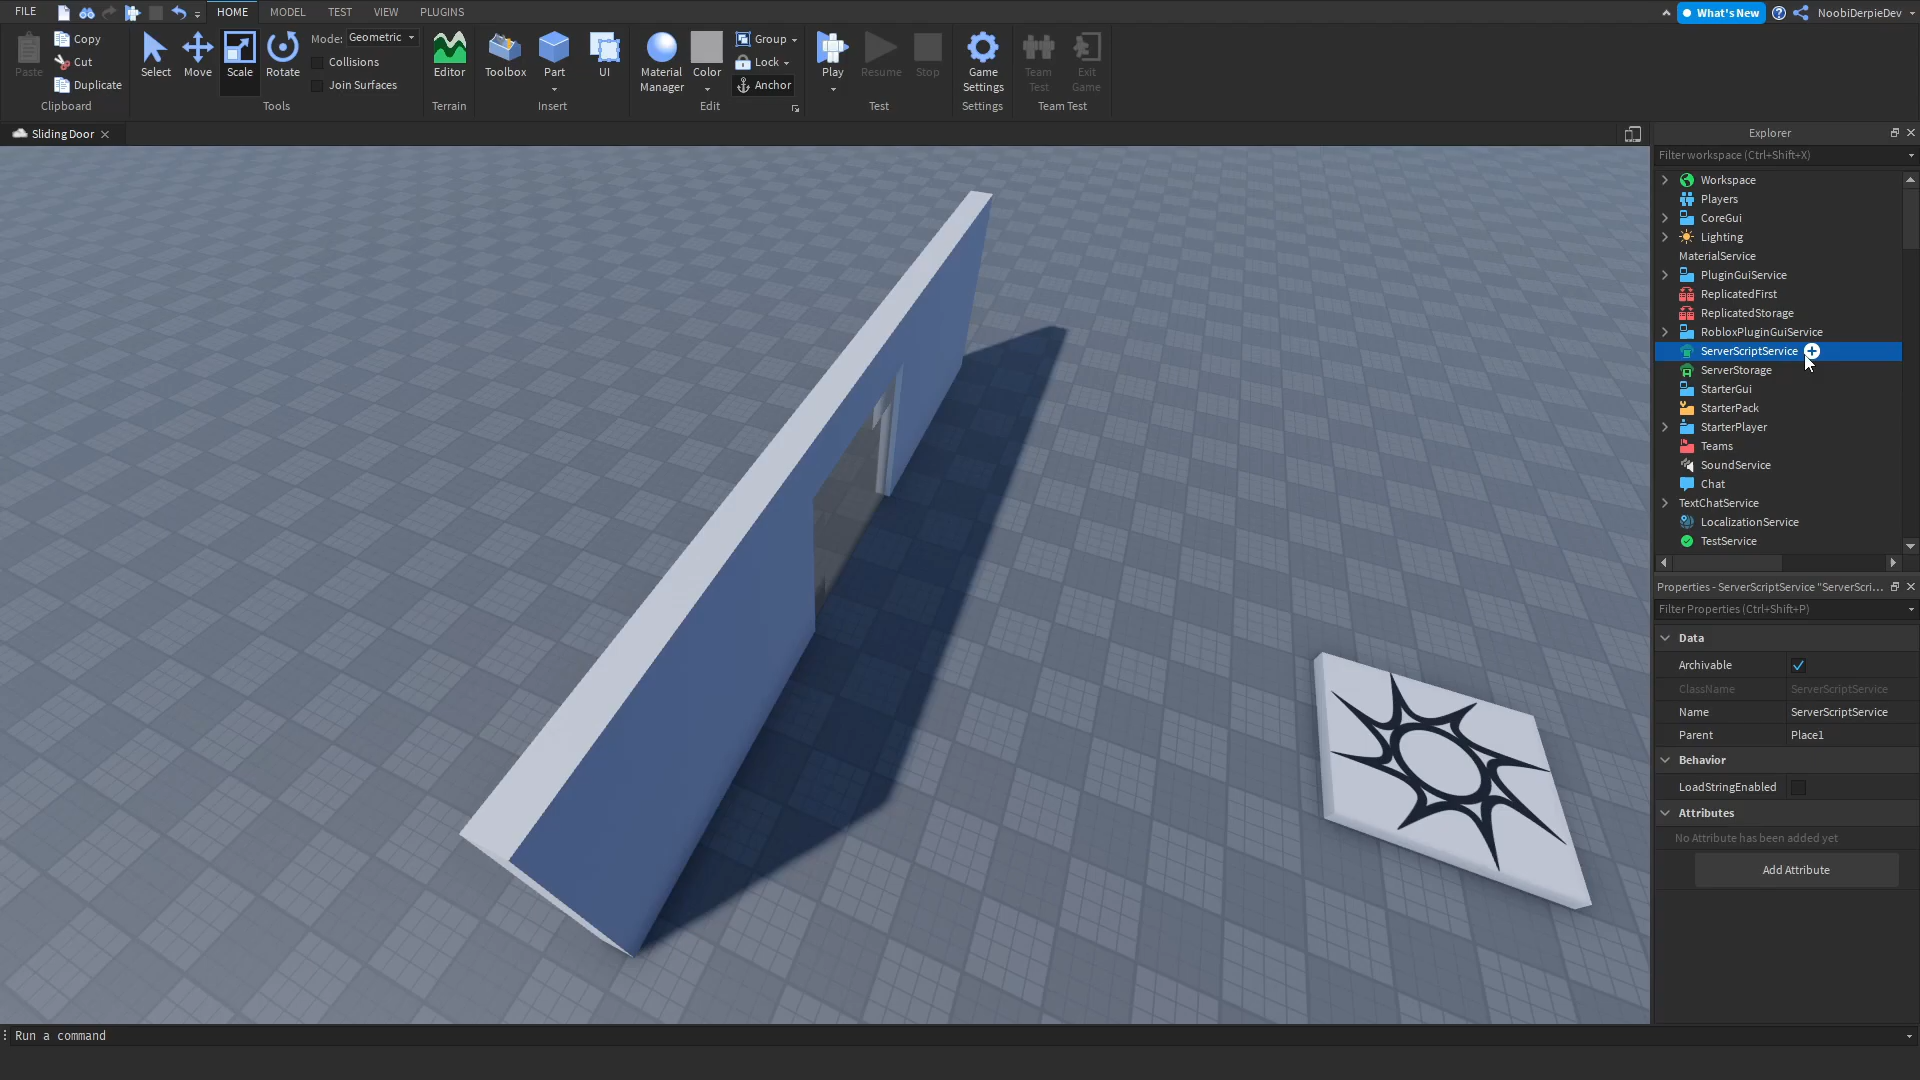 FILE HOME MODEL TEST VIEW PLUGINS What's New NoobiDerpieDev
Paste
Copy
Cut
Duplicate
Clipboard
Select Move Scale Rotate
Mode: Geometric
Collisions
Join Surfaces
Tools
Editor
Terrain
Toolbox Part UI
Insert
Material
Manager
Color
Group
Lock
Anchor
Edit
Play Resume Stop
Test
Game
Settings
Settings
Team
Test
Exit
Game
Team Test
Sliding Door
Explorer
Filter workspace (Ctrl+Shift+X)
Workspace
Players
CoreGui
Lighting
MaterialService
PluginGuiService
ReplicatedFirst
ReplicatedStorage
RobloxPluginGuiService
ServerScriptService
ServerStorage
StarterGui
StarterPack
StarterPlayer
Teams
SoundService
Chat
TextChatService
LocalizationService
TestService
Properties - ServerScriptService "ServerScri...
Filter Properties (Ctrl+Shift+P)
Data
Archivable
ClassName ServerScriptService
Name ServerScriptService
Parent Place1
Behavior
LoadStringEnabled
Attributes
No Attribute has been added yet
Add Attribute
Run a command